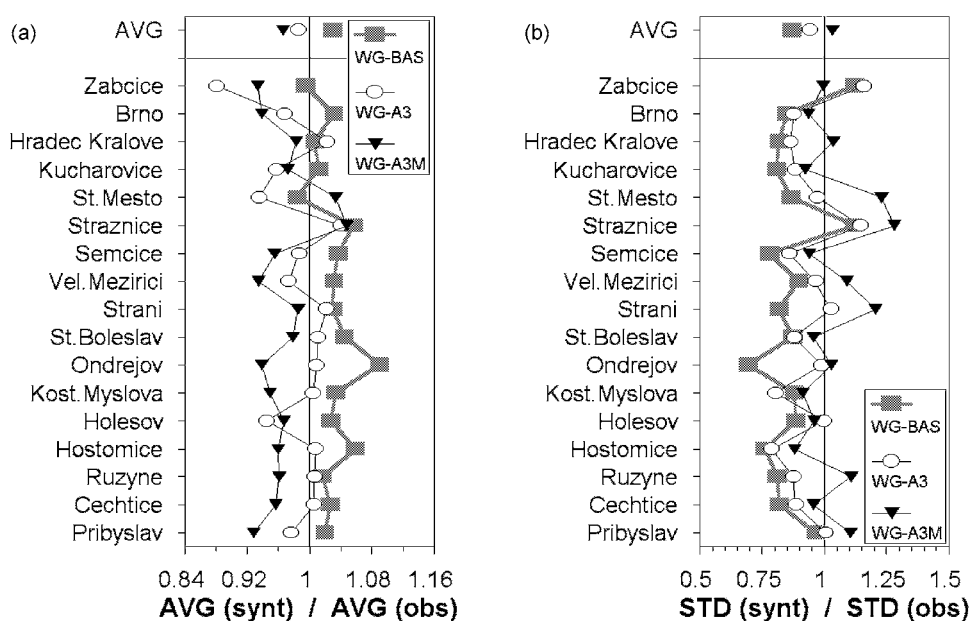 (a)
AVG
WG-BAS
WG-A3
WG-A3M
Zabcice
Brno
Hradec Kralove
Kucharovice
St. Mesto
Straznice
Semcice
Vel. Mezirici
Strani
St. Boleslav
Ondrejov
Kost. Myslova
Holesov
Hostomice
Ruzyne
Cechtice
Pribyslav
0.84 0.92 1 1.08 1.16
AVG (synt) / AVG (obs)
(b)
AVG
Zabcice
Brno
Hradec Kralove
Kucharovice
St. Mesto
Straznice
Semcice
Vel. Mezirici
Strani
St. Boleslav
Ondrejov
Kost. Myslova
Holesov
Hostomice
Ruzyne
Cechtice
Pribyslav
WG-BAS
WG-A3
WG-A3M
0.5 0.75 1 1.25 1.5
STD (synt) / STD (obs)